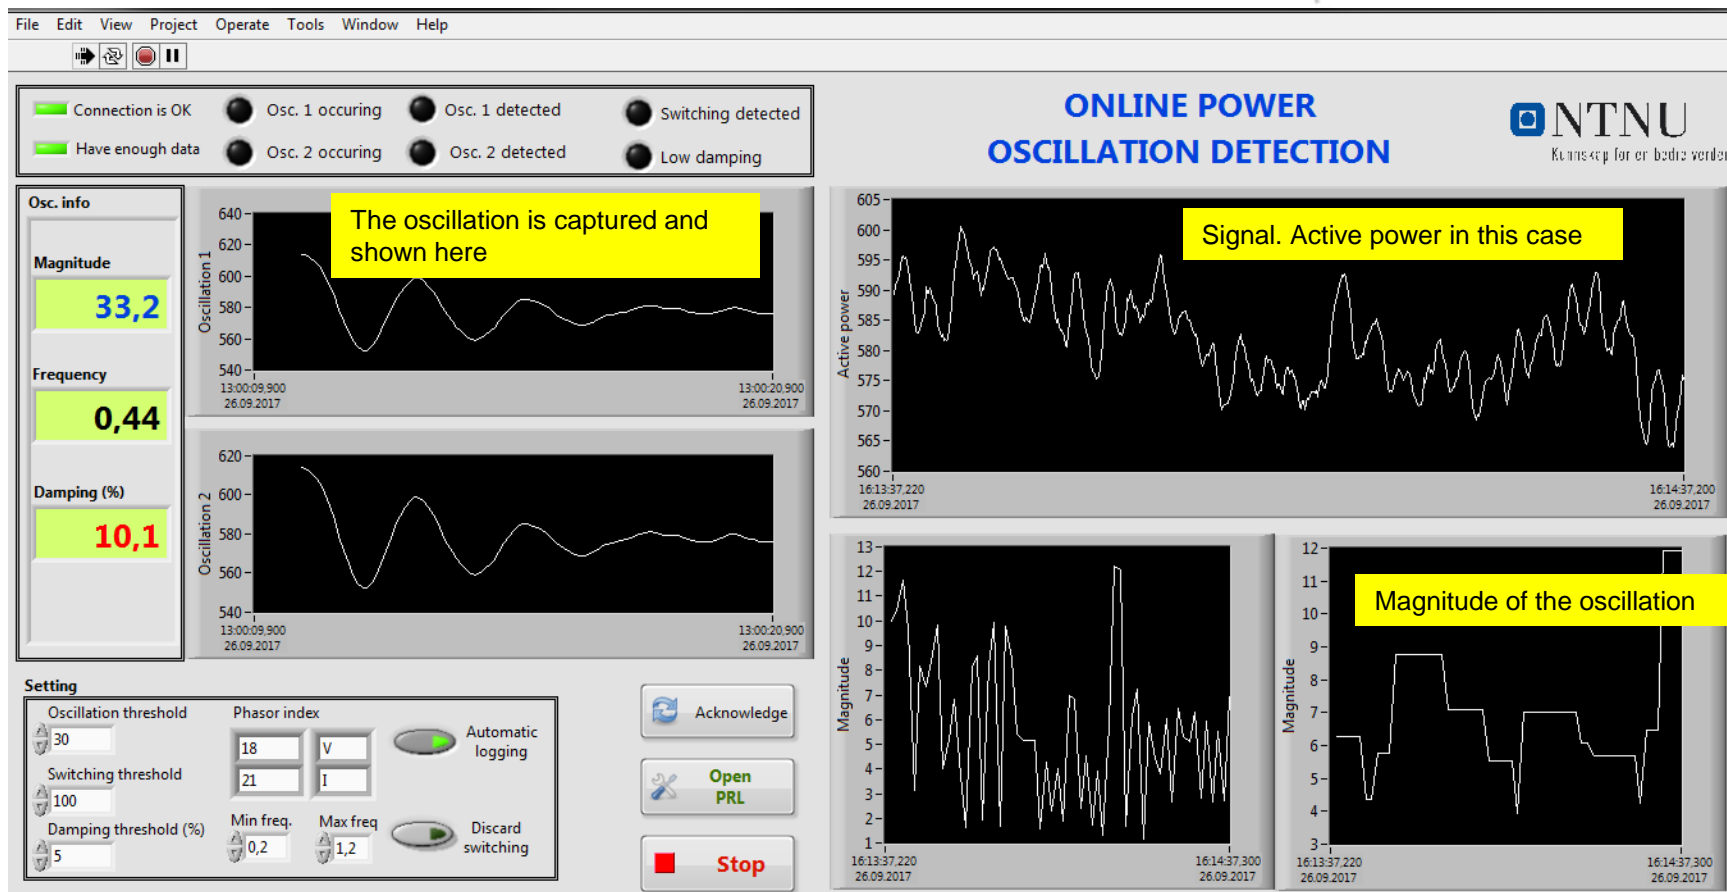 File Edit View Project Operate Tools Window Help
Connection is OK
Osc. 1 occuring
Osc. 1 detected
Switching detected
Have enough data
Osc. 2 occuring
Osc. 2 detected
Low damping
ONLINE POWER
OSCILLATION DETECTION
NTNU
Kunnskap for en bedre verden
Osc. info
Magnitude
33,2
Frequency
0,44
Damping (%)
10,1
The oscillation is captured and
shown here
Oscillation 1
640
620
600
580
560
540
13:00:09,900
26.09.2017
13:00:20,900
26.09.2017
Oscillation 2
620
600
580
560
540
13:00:09,900
26.09.2017
13:00:20,900
26.09.2017
Signal. Active power in this case
Active power
605
600
595
590
585
580
575
570
565
560
16:13:37,220
26.09.2017
16:14:37,200
26.09.2017
Magnitude
13
12
11
10
9
8
7
6
5
4
3
2
1
16:13:37,220
26.09.2017
16:14:37,300
26.09.2017
Magnitude of the oscillation
Magnitude
12
11
10
9
8
7
6
5
4
3
16:13:37,220
26.09.2017
16:14:37,300
26.09.2017
Setting
Oscillation threshold
30
Switching threshold
100
Damping threshold (%)
5
Phasor index
18 V
21 I
Min freq.
0,2
Max freq
1,2
Automatic
logging
Discard
switching
Acknowledge
Open
PRL
Stop